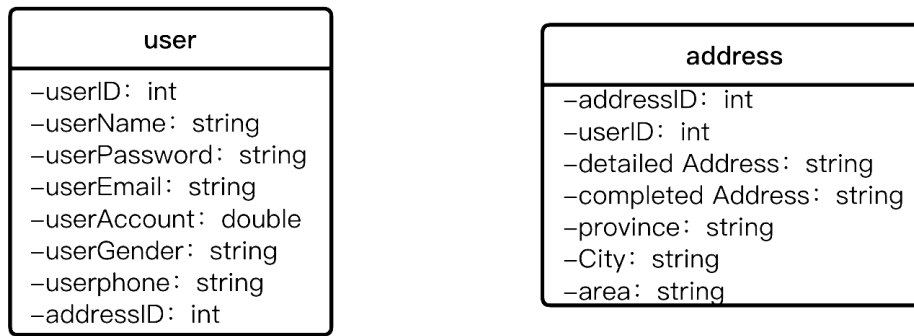 user
–userID：int
–userName：string
–userPassword：string
–userEmail：string
–userAccount：double
–userGender：string
–userphone：string
–addressID：int
address
–addressID：int
–userID：int
–detailed Address：string
–completed Address：string
–province：string
–City：string
–area：string